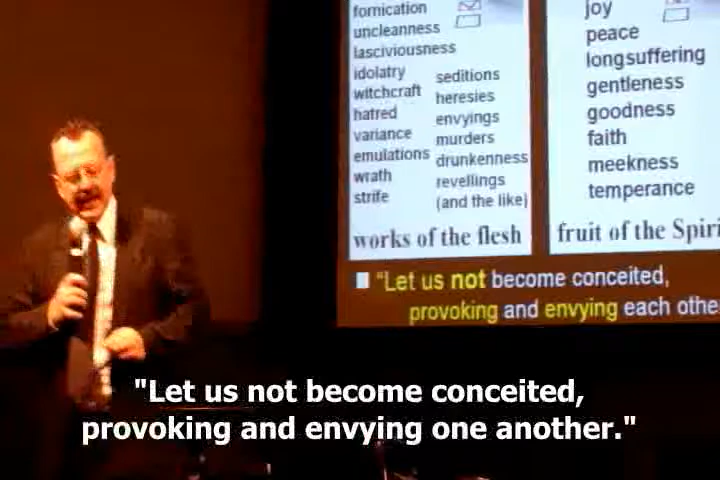 fornication
uncleanness
lasciviousness
idolatry
witchcraft
hatred
variance
emulations
wrath
strife
seditions
heresies
envyings
murders
drunkenness
revellings
(and the like)
works of the flesh
joy
peace
longsuffering
gentleness
goodness
faith
meekness
temperance
fruit of the Spiri
"Let us not become conceited,
provoking and envying each othe
"Let us not become conceited,
provoking and envying one another."